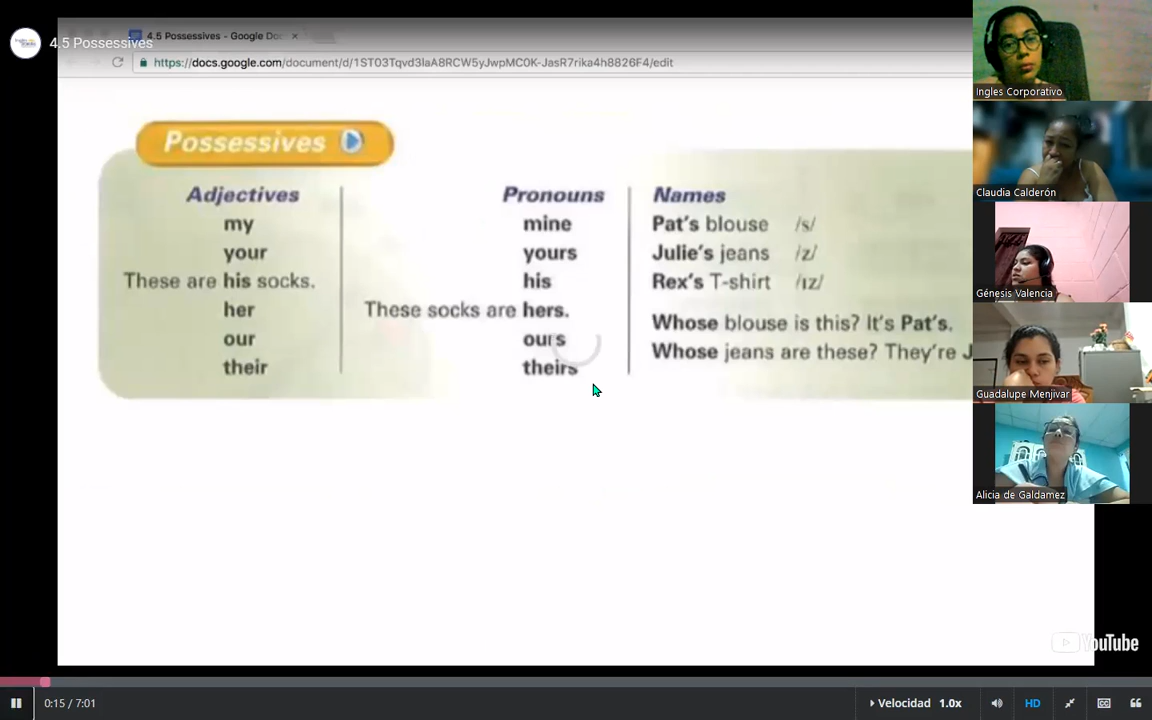 4.5 Possessives - Google Doc
4.5 Possessives
https://docs.google.com/document/d/1ST03Tqvd3laA8RCW5yJwpMC0K-JasR7rika4h8826F4/edit
Possessives
Adjectives
my
your
These are his socks.
her
our
their
Pronouns
mine
yours
his
These socks are hers.
ours
theirs
Names
Pat's blouse /s/
Julie's jeans /z/
Rex's T-shirt /ɪz/
Whose blouse is this? It's Pat's.
Whose jeans are these? They're J
Ingles Corporativo
Claudia Calderón
Génesis Valencia
Guadalupe Menjivar
Alicia de Galdamez
YouTube
0:15 / 7:01
Velocidad 1.0x
HD
CC